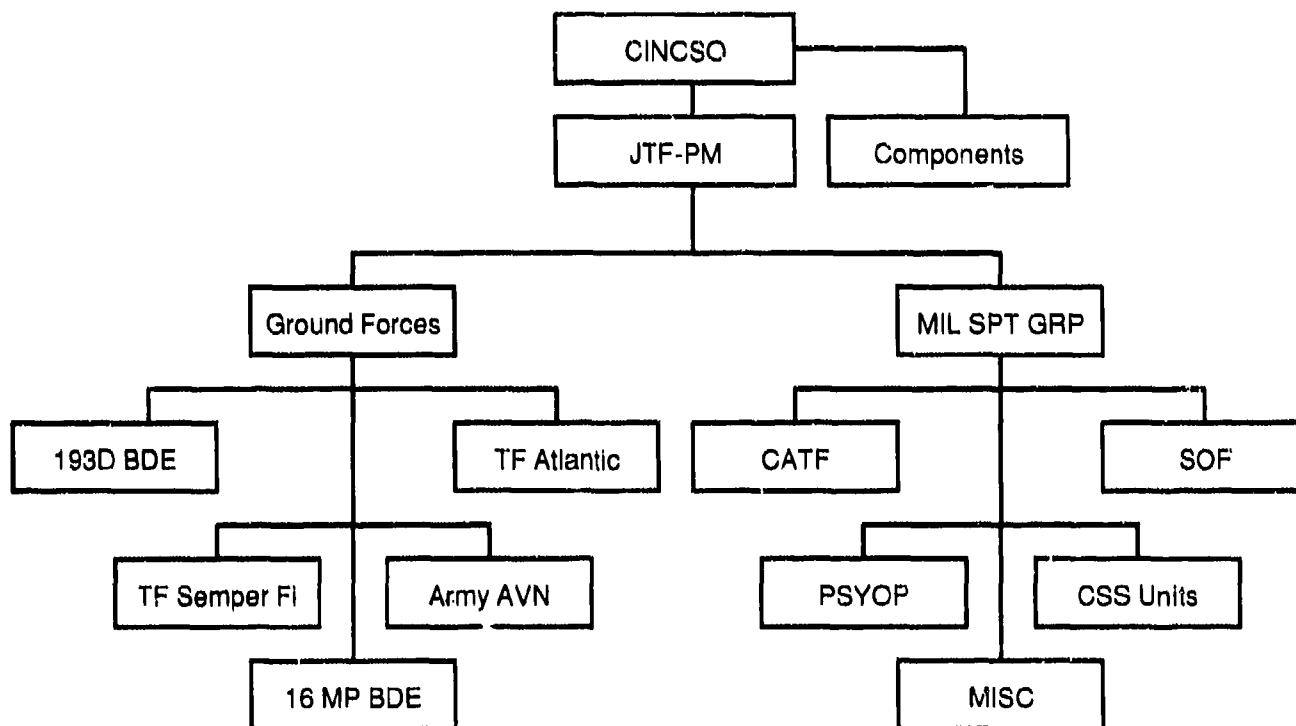 CINCSO
JTF-PM
Components
Ground Forces
MIL SPT GRP
193D BDE
TF Atlantic
CATF
SOF
TF Semper Fi
Army AVN
PSYOP
CSS Units
16 MP BDE
MISC